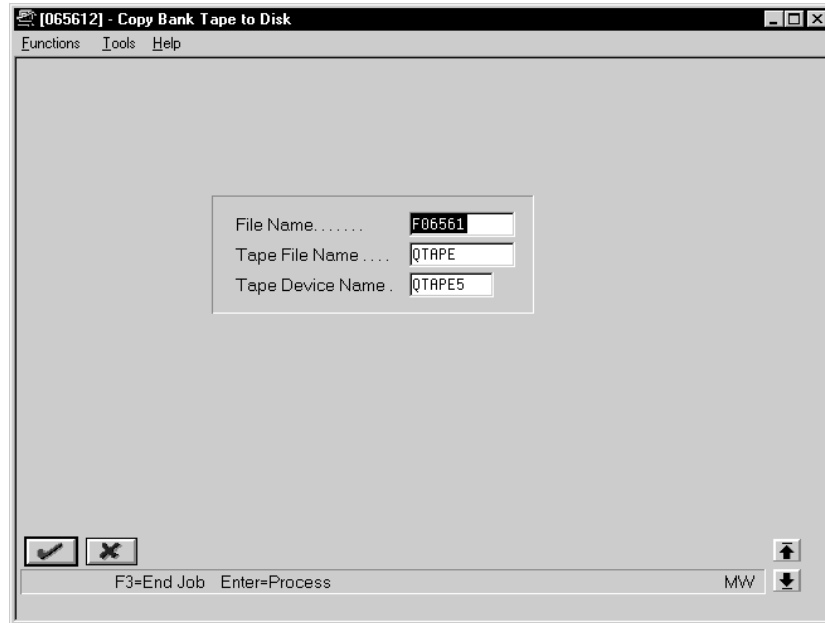 [065612] - Copy Bank Tape to Disk
Functions Tools Help
File Name....... F06561
Tape File Name .... QTAPE
Tape Device Name . QTAPE5
F3=End Job Enter=Process MW